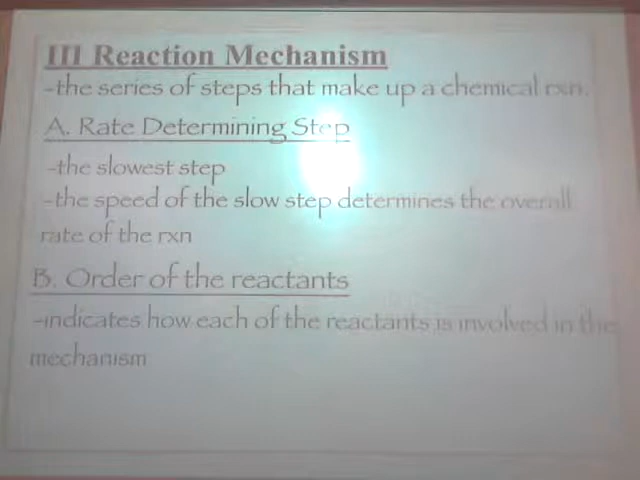 III Reaction Mechanism
-the series of steps that make up a chemical rxn.
A. Rate Determining Step
-the slowest step
-the speed of the slow step determines the overall
rate of the rxn
B. Order of the reactants
-indicates how each of the reactants is involved in the
mechanism